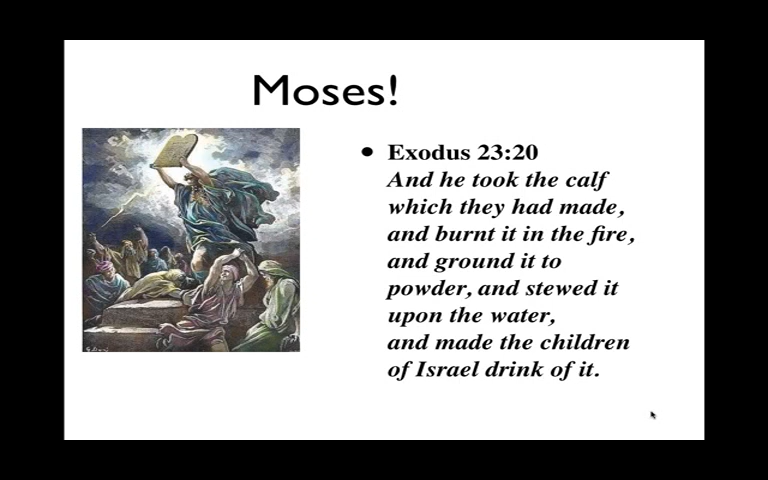 Moses!
• Exodus 23:20
And he took the calf
which they had made,
and burnt it in the fire,
and ground it to
powder, and stewed it
upon the water,
and made the children
of Israel drink of it.